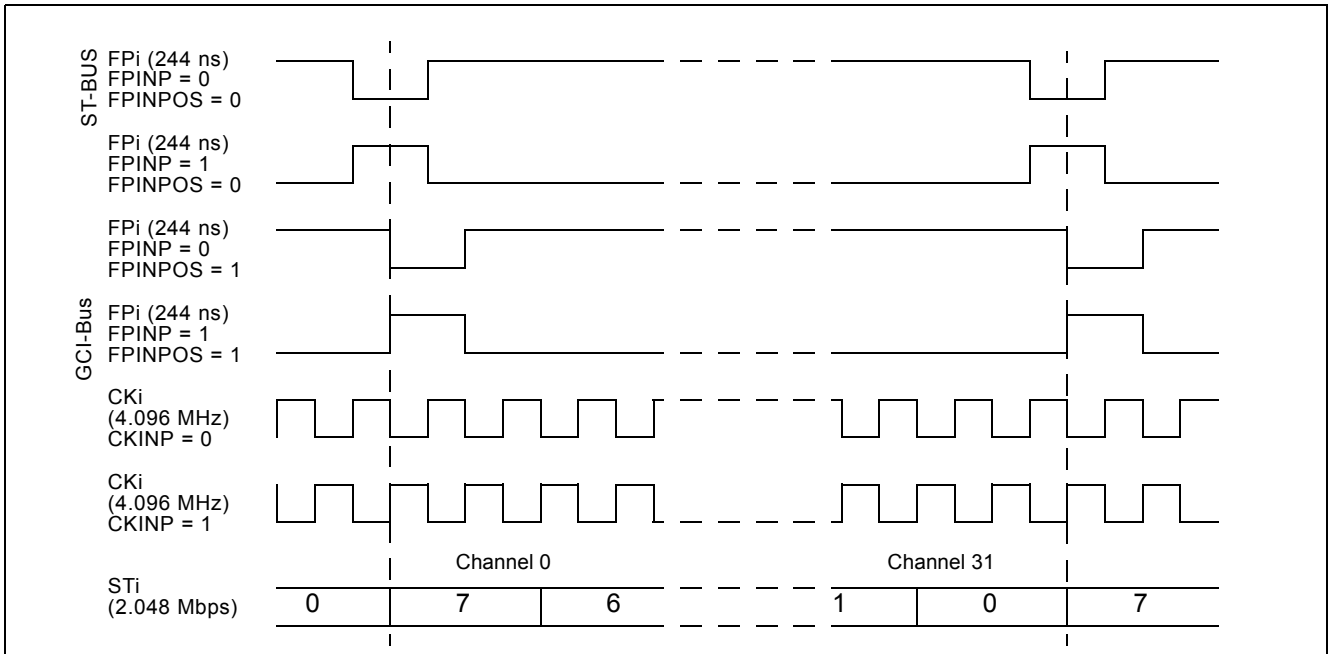 ST-BUS
FPi (244 ns)
FPINP = 0
FPINPOS = 0
FPi (244 ns)
FPINP = 1
FPINPOS = 0
FPi (244 ns)
FPINP = 0
FPINPOS = 1
GCI-Bus
FPi (244 ns)
FPINP = 1
FPINPOS = 1
CKi
(4.096 MHz)
CKINP = 0
CKi
(4.096 MHz)
CKINP = 1
Channel 0 Channel 31
STi
(2.048 Mbps)
0 7 6 1 0 7